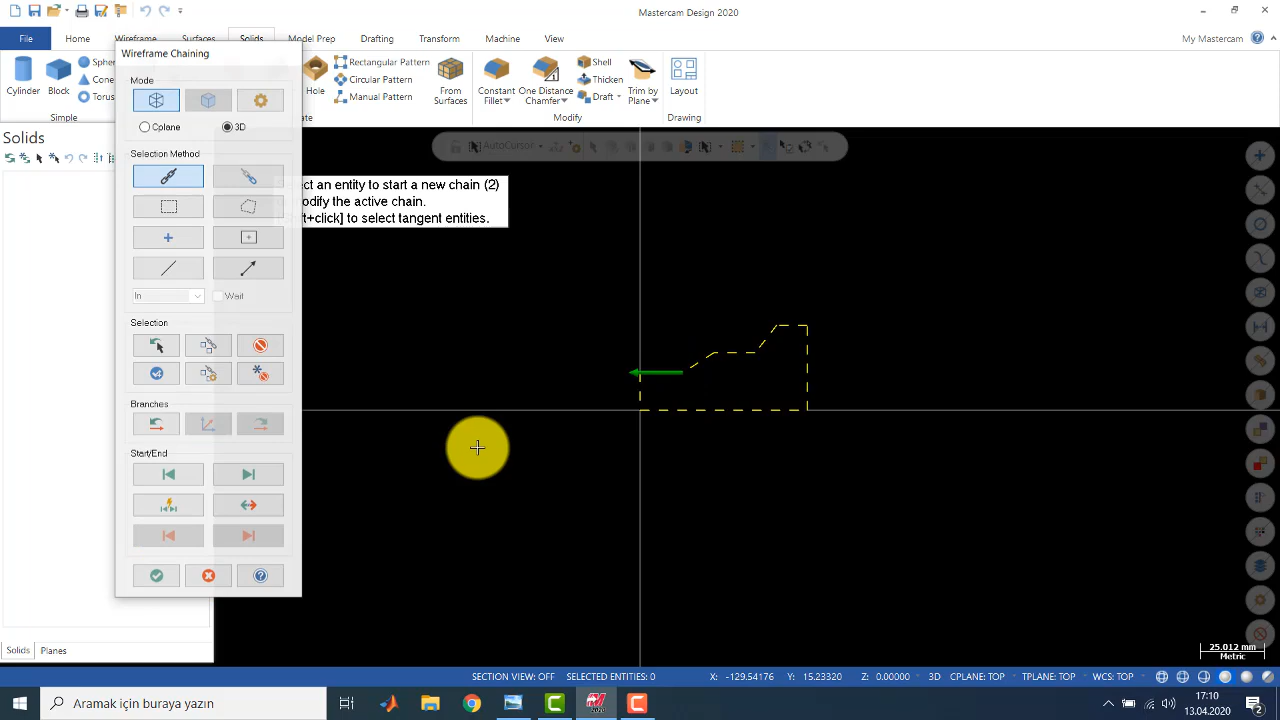 Mastercam Design 2020
File
Home
Wireframe
Surfaces
Solids
Model Prep
Drafting
Transform
Machine
View
My Mastercam
Wireframe Chaining
Mode
Cplane
3D
Selection Method
In
Wait
Selection
Branches
Start/End
Cylinder
Block
Spher
Cone
Torus
Simple
Hole
Rectangular Pattern
Circular Pattern
Manual Pattern
From
Surfaces
Constant
Fillet
One Distance
Chamfer
Shell
Thicken
Draft
Trim by
Plane
Modify
Layout
Drawing
Solids
AutoCursor
ct an entity to start a new chain (2)
odify the active chain.
t+click] to select tangent entities.
Solids
Planes
25.012 mm
Metric
SECTION VIEW: OFF
SELECTED ENTITIES: 0
X: -129.54176
Y: 15.23320
Z: 0.00000
3D
CPLANE: TOP
TPLANE: TOP
WCS: TOP
Aramak için buraya yazın
2020
17:10
13.04.2020
2